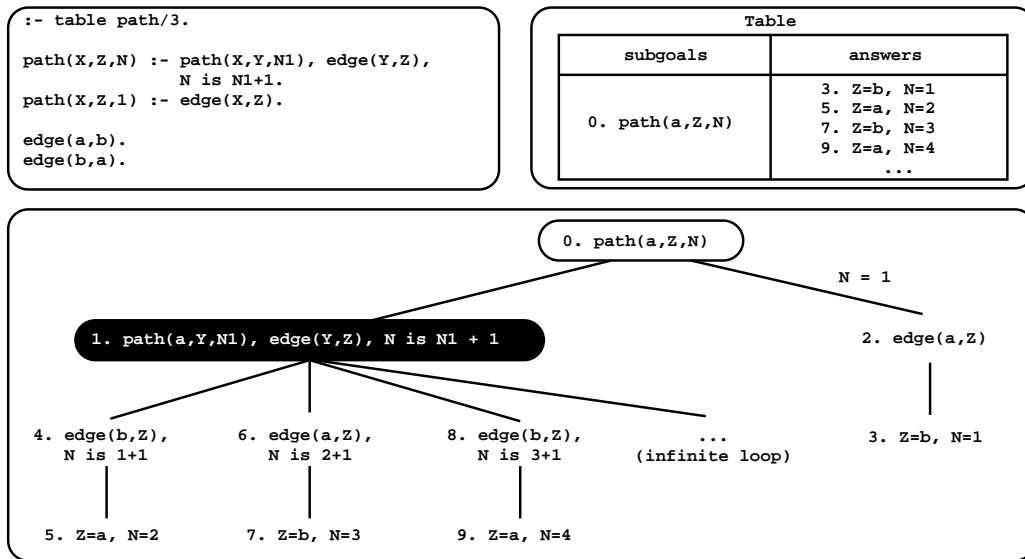 :- table path/3.
path(X,Z,N) :- path(X,Y,N1), edge(Y,Z),
N is N1+1.
path(X,Z,1) :- edge(X,Z).
edge(a,b).
edge(b,a).
Table
subgoals answers
0. path(a,Z,N)
3. Z=b, N=1
5. Z=a, N=2
7. Z=b, N=3
9. Z=a, N=4
...
0. path(a,Z,N)
N = 1
1. path(a,Y,N1), edge(Y,Z), N is N1 + 1
2. edge(a,Z)
4. edge(b,Z),
N is 1+1
6. edge(a,Z),
N is 2+1
8. edge(b,Z),
N is 3+1
...
(infinite loop)
3. Z=b, N=1
5. Z=a, N=2
7. Z=b, N=3
9. Z=a, N=4